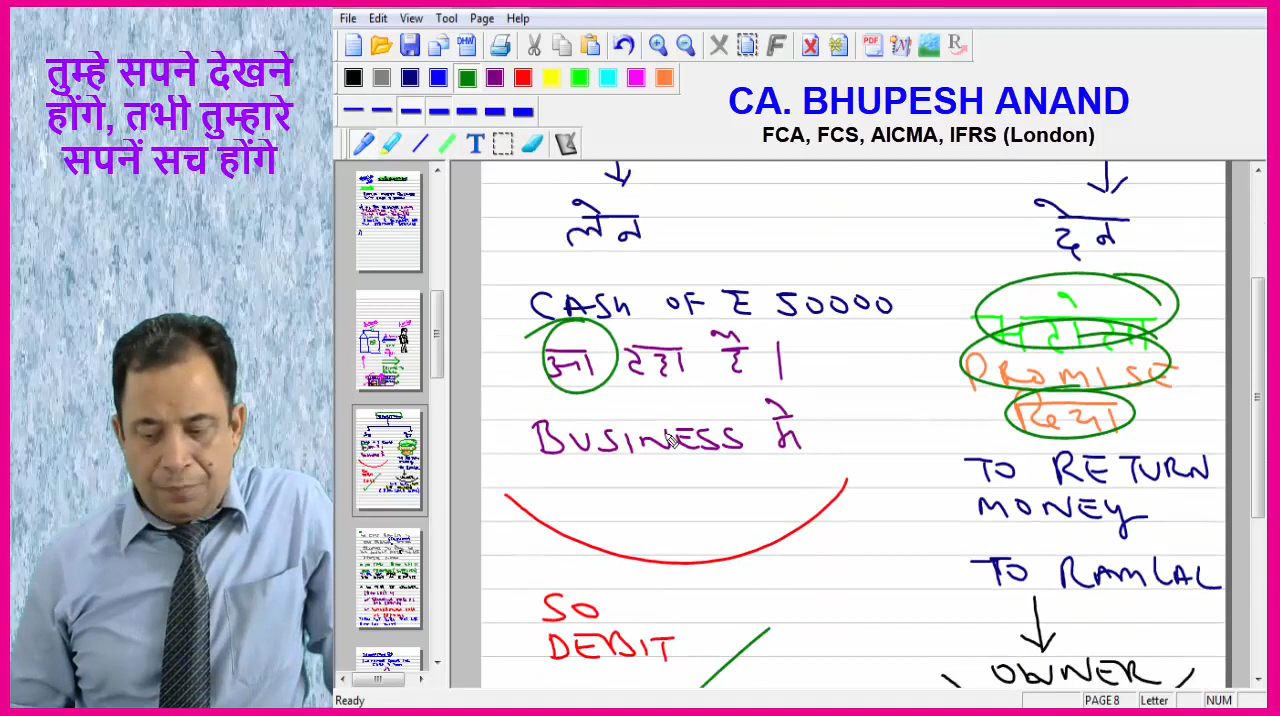 तुम्हे सपने देखने
होंगे, तभी तुम्हारे
सपनें सच होंगे
File Edit View Tool Page Help
CA. BHUPESH ANAND
FCA, FCS, AICMA, IFRS (London)
लेन
देन
CASH OF ₹ 50000
आ रहा है।
BUSINESS में
PROMISE
किया
TO RETURN
MONEY
TO RAMLAL
OWNER
SO
DEBIT
Ready
PAGE 8
Letter
NUM